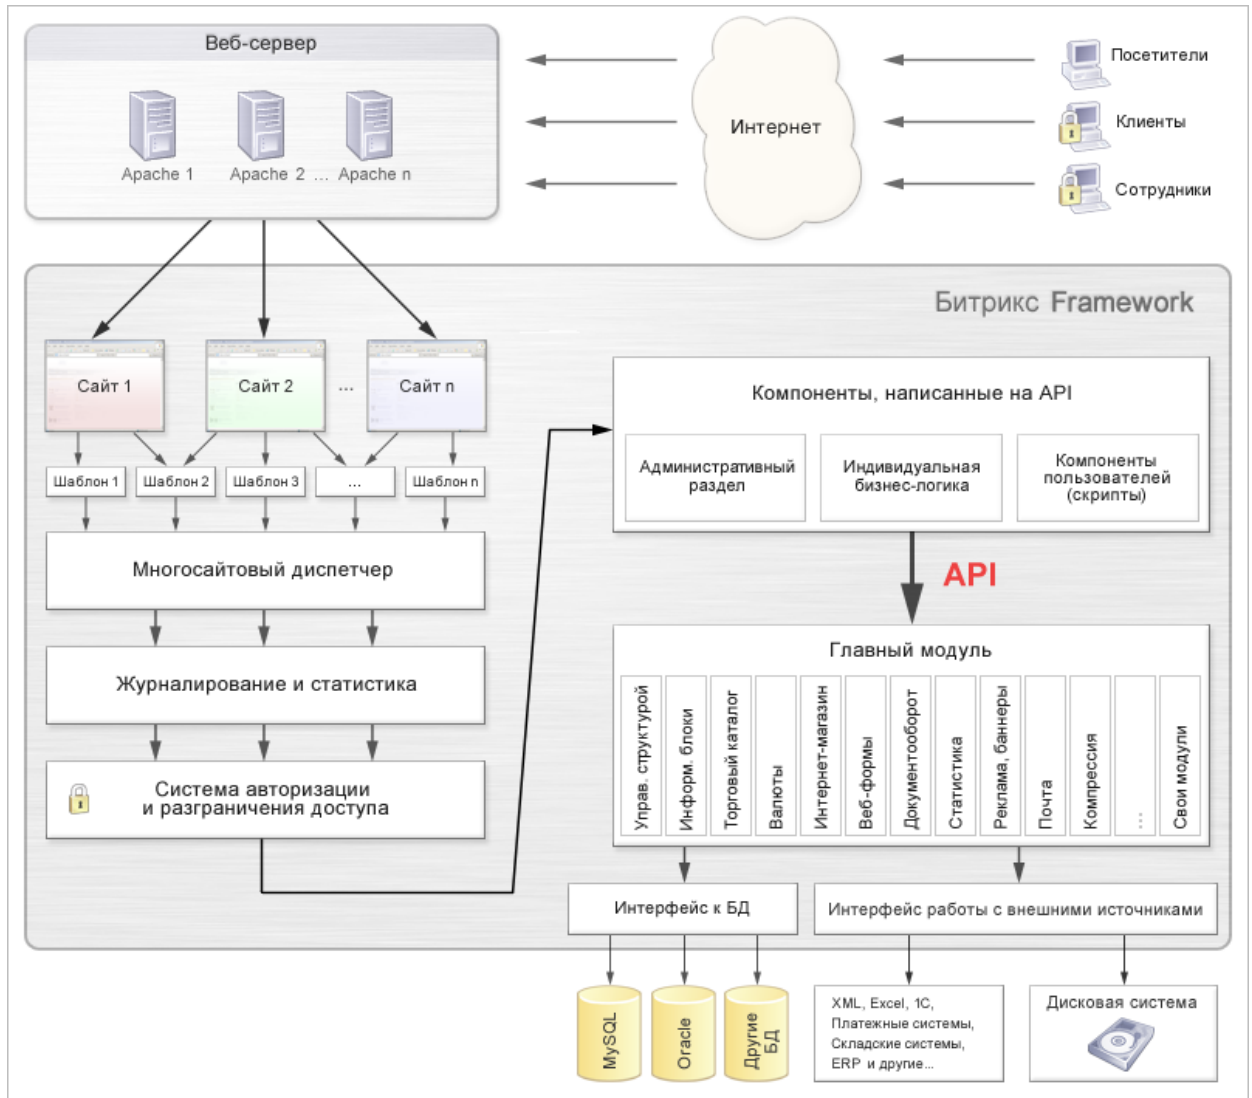 Веб-сервер
Apache 1
Apache 2
...
Apache n
Интернет
Посетители
Клиенты
Сотрудники
Битрикс Framework
Сайт 1
Сайт 2
...
Сайт n
Шаблон 1
Шаблон 2
Шаблон 3
...
Шаблон n
Многосайтовый диспетчер
Журналирование и статистика
Система авторизации
и разграничения доступа
Компоненты, написанные на API
Административный
раздел
Индивидуальная
бизнес-логика
Компоненты
пользователей
(скрипты)
API
Главный модуль
Управ. структурой
Информ. блоки
Торговый каталог
Валюты
Интернет-магазин
Веб-формы
Документооборот
Статистика
Реклама, баннеры
Почта
Компрессия
...
Свои модули
Интерфейс к БД
Интерфейс работы с внешними источниками
MySQL
Oracle
Другие
БД
XML, Excel, 1C,
Платежные системы,
Складские системы,
ERP и другие...
Дисковая система